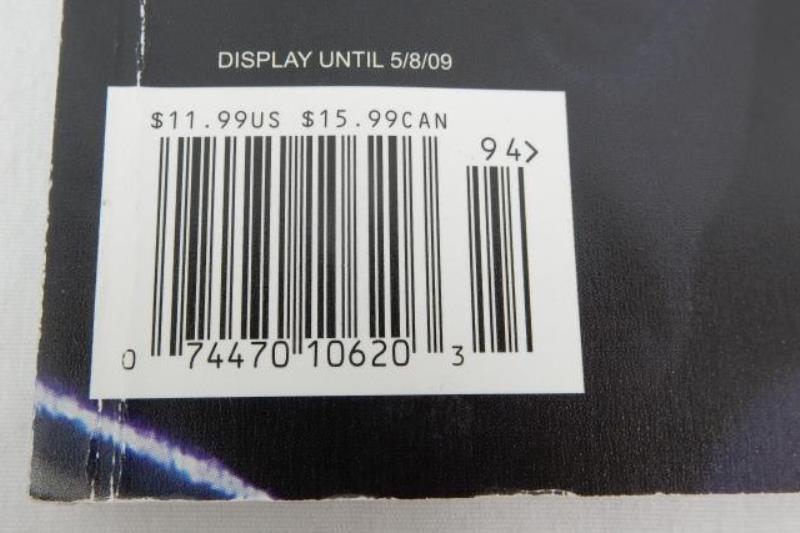 DISPLAY UNTIL 5/8/09
$11.99US $15.99CAN
94>
0 74470 10620 3